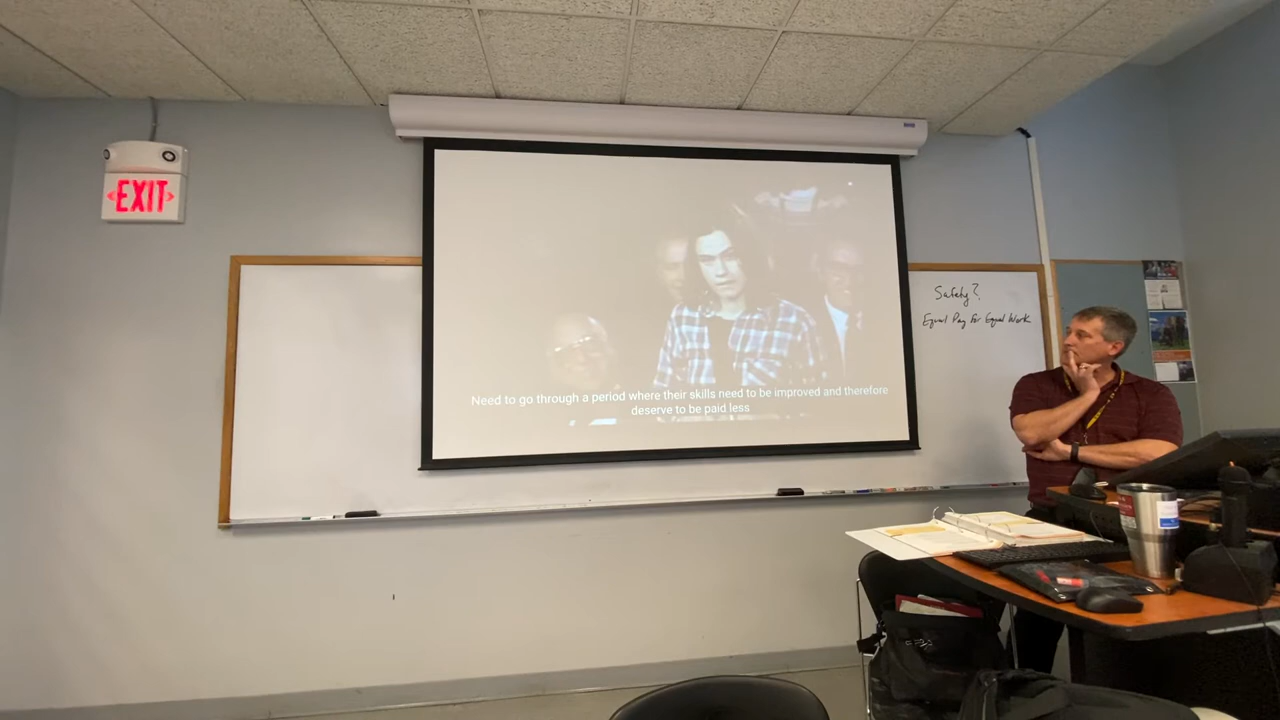 EXIT
Safety?
Equal Pay for Equal Work
Need to go through a period where their skills need to be improved and therefore
deserve to be paid less